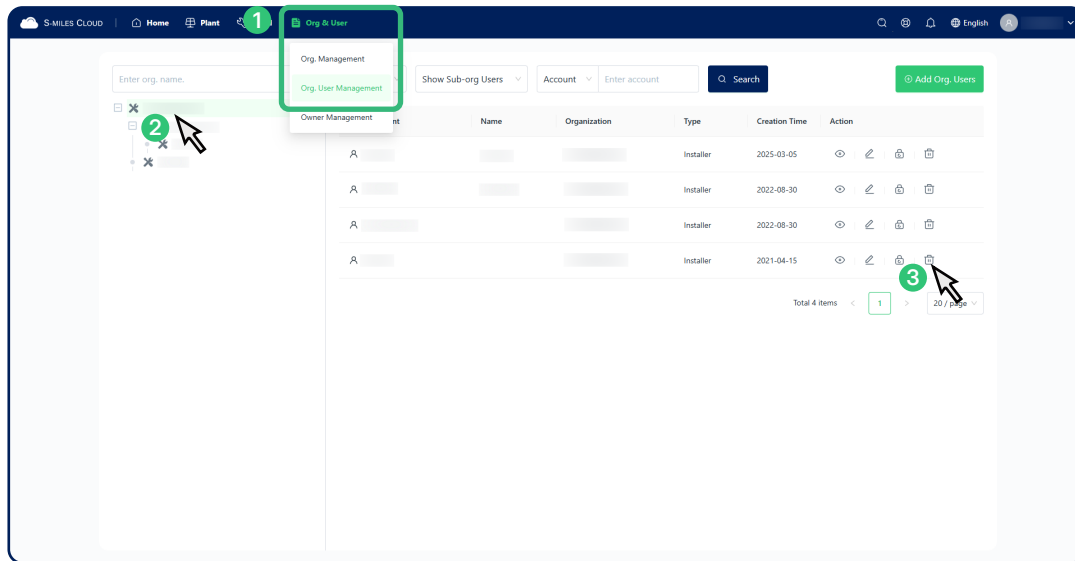 S-MILES CLOUD
Home
Plant
1
Org & User
English
A
Org. Management
Org. User Management
Owner Management
Enter org. name.
Show Sub-org Users
Account
Enter account
Search
Add Org. Users
2
Name
Organization
Type
Creation Time
Action
Installer
2025-03-05
Installer
2022-08-30
Installer
2022-08-30
Installer
2021-04-15
3
Total 4 items
<
1
>
20 / page